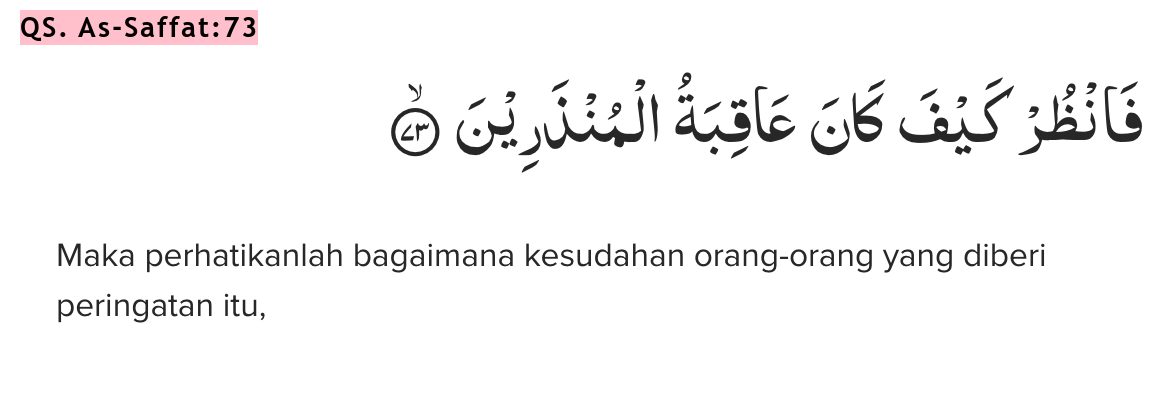 QS. As-Saffat:73
فَانْظُرْ كَيْفَ كَانَ عَاقِبَةُ الْمُنْذَرِيْنَۙ ٧٣
Maka perhatikanlah bagaimana kesudahan orang-orang yang diberi
peringatan itu,